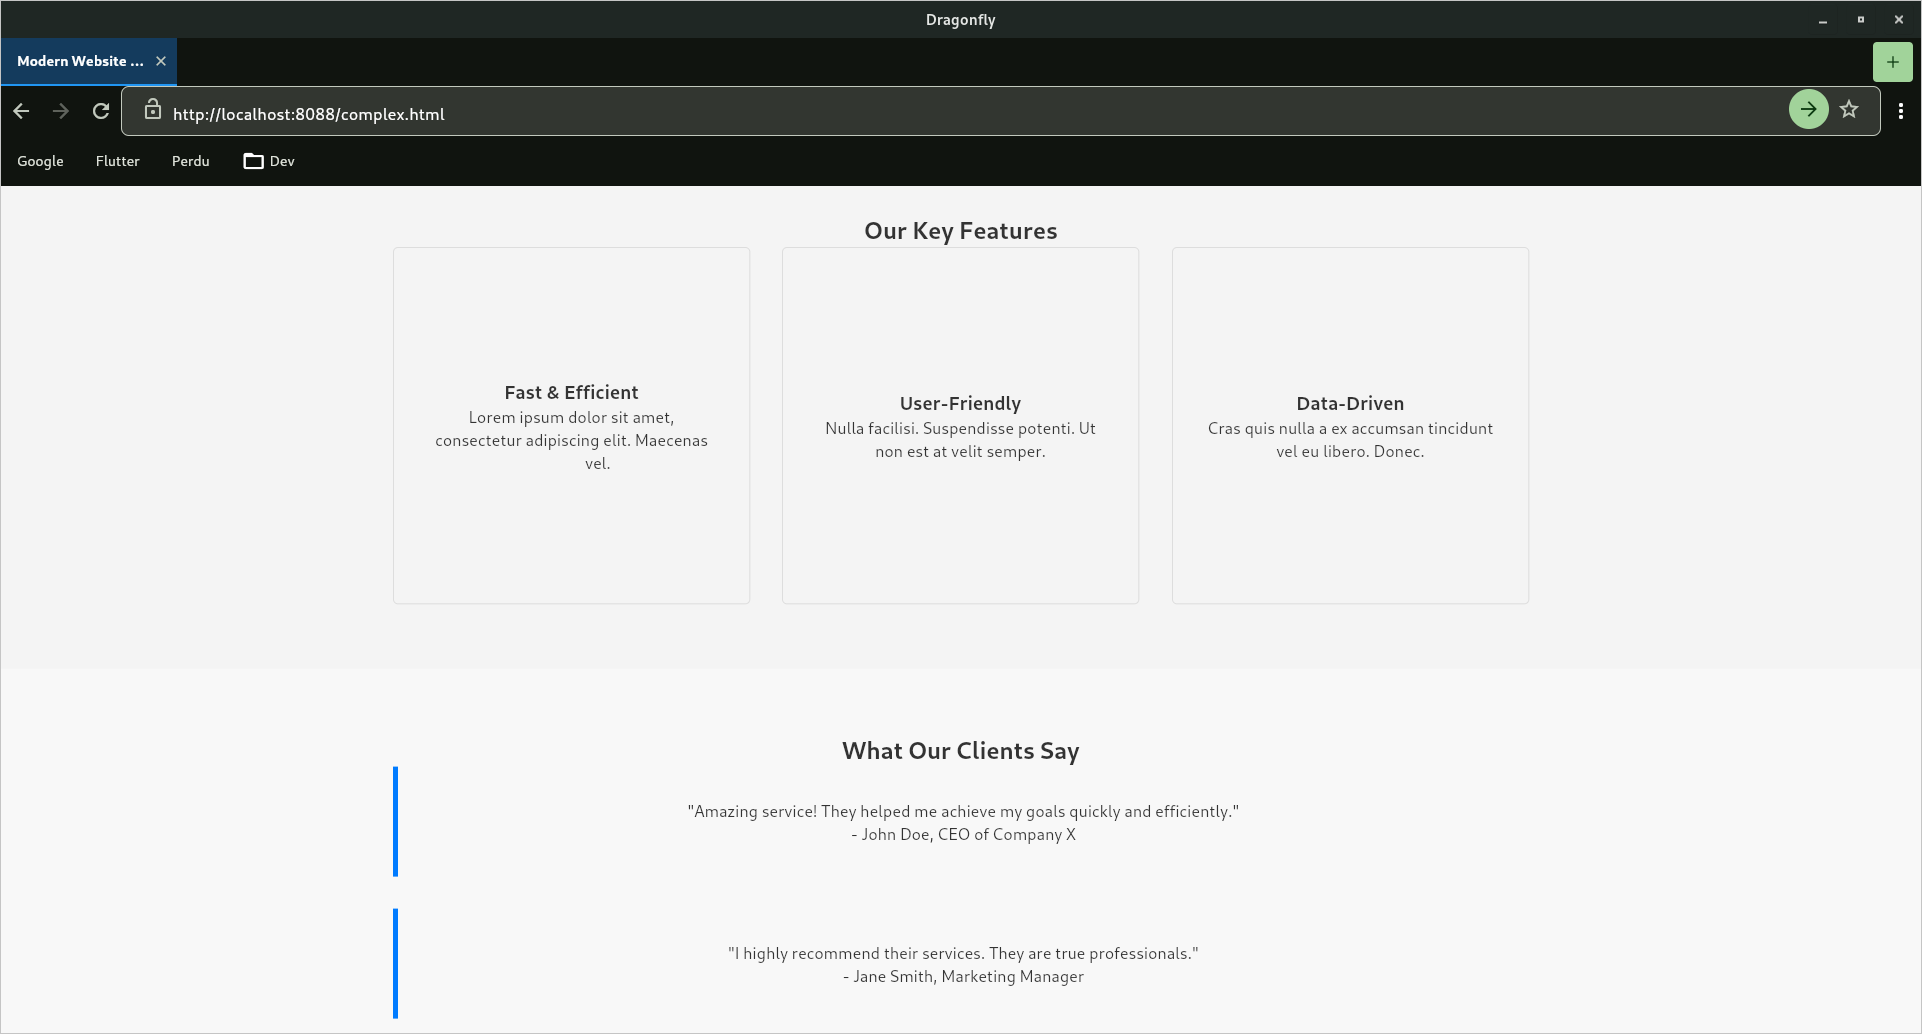 Dragonfly
Modern Website ...
http://localhost:8088/complex.html
Google Flutter Perdu Dev
Our Key Features
Fast & Efficient
Lorem ipsum dolor sit amet,
consectetur adipiscing elit. Maecenas
vel.
User-Friendly
Nulla facilisi. Suspendisse potenti. Ut
non est at velit semper.
Data-Driven
Cras quis nulla a ex accumsan tincidunt
vel eu libero. Donec.
What Our Clients Say
"Amazing service! They helped me achieve my goals quickly and efficiently."
- John Doe, CEO of Company X
"I highly recommend their services. They are true professionals."
- Jane Smith, Marketing Manager